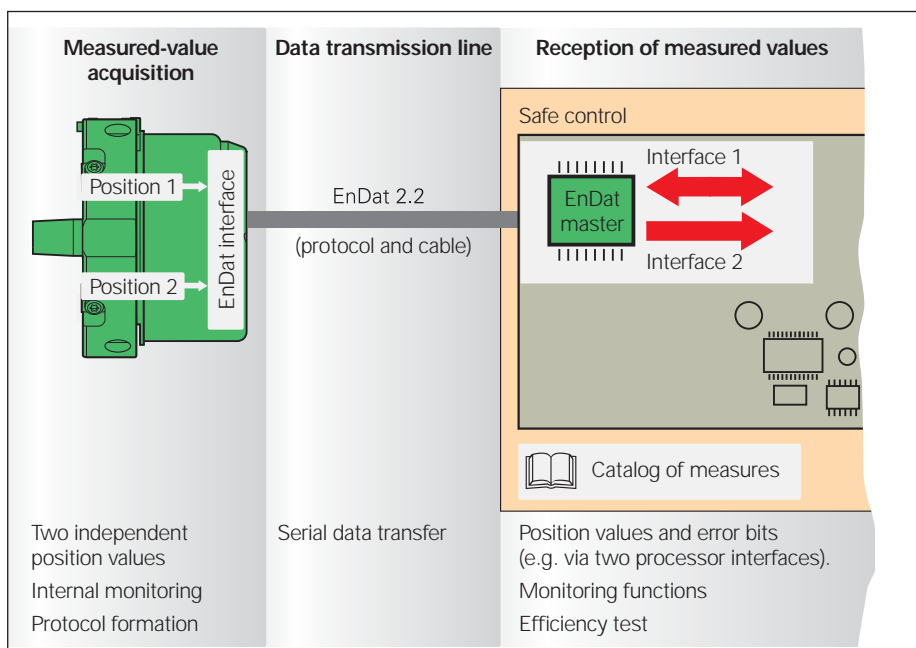 Measured-value
acquisition
Position 1
Position 2
EnDat interface
Two independent
position values
Internal monitoring
Protocol formation
Data transmission line
EnDat 2.2
(protocol and cable)
Serial data transfer
Reception of measured values
Safe control
EnDat
master
Interface 1
Interface 2
Catalog of measures
Position values and error bits
(e.g. via two processor interfaces).
Monitoring functions
Efficiency test